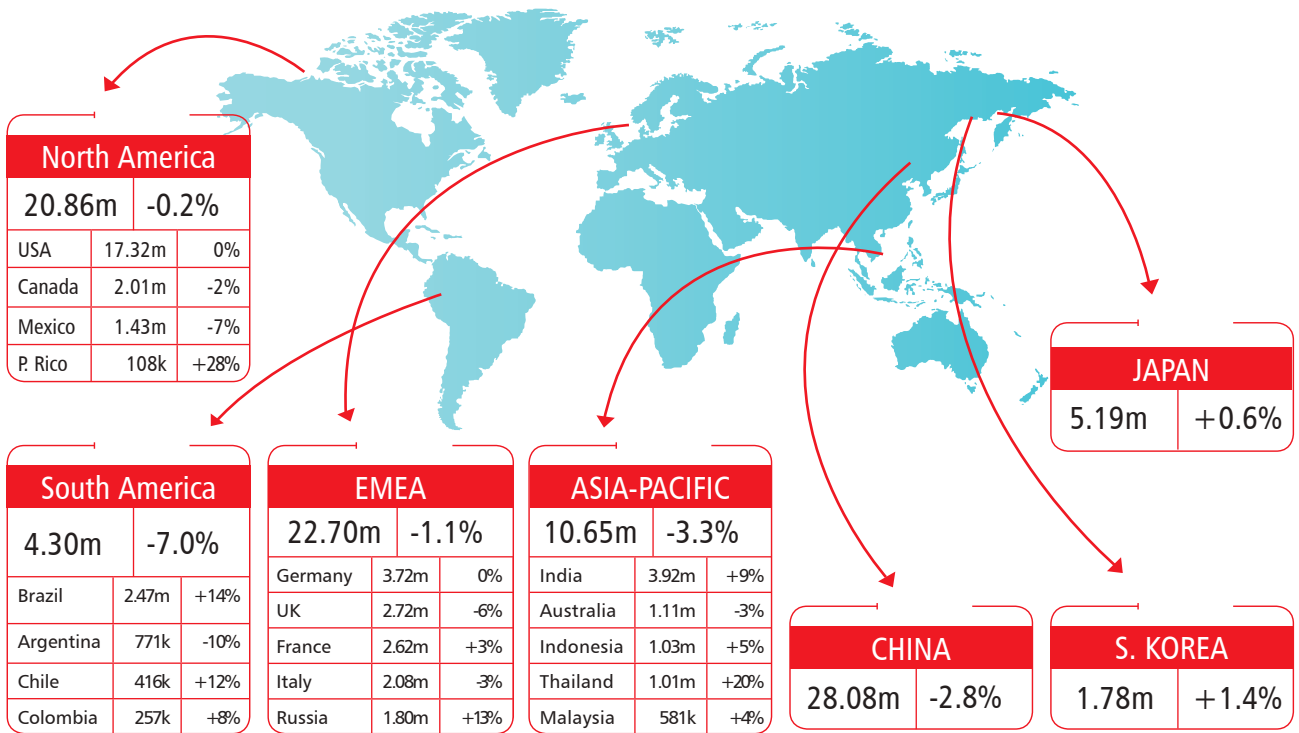 North America
20.86m -0.2%
USA 17.32m 0%
Canada 2.01m -2%
Mexico 1.43m -7%
P. Rico 108k +28%
JAPAN
5.19m +0.6%
South America
4.30m -7.0%
Brazil 2.47m +14%
Argentina 771k -10%
Chile 416k +12%
Colombia 257k +8%
EMEA
22.70m -1.1%
Germany 3.72m 0%
UK 2.72m -6%
France 2.62m +3%
Italy 2.08m -3%
Russia 1.80m +13%
ASIA-PACIFIC
10.65m -3.3%
India 3.92m +9%
Australia 1.11m -3%
Indonesia 1.03m +5%
Thailand 1.01m +20%
Malaysia 581k +4%
CHINA
28.08m -2.8%
S. KOREA
1.78m +1.4%